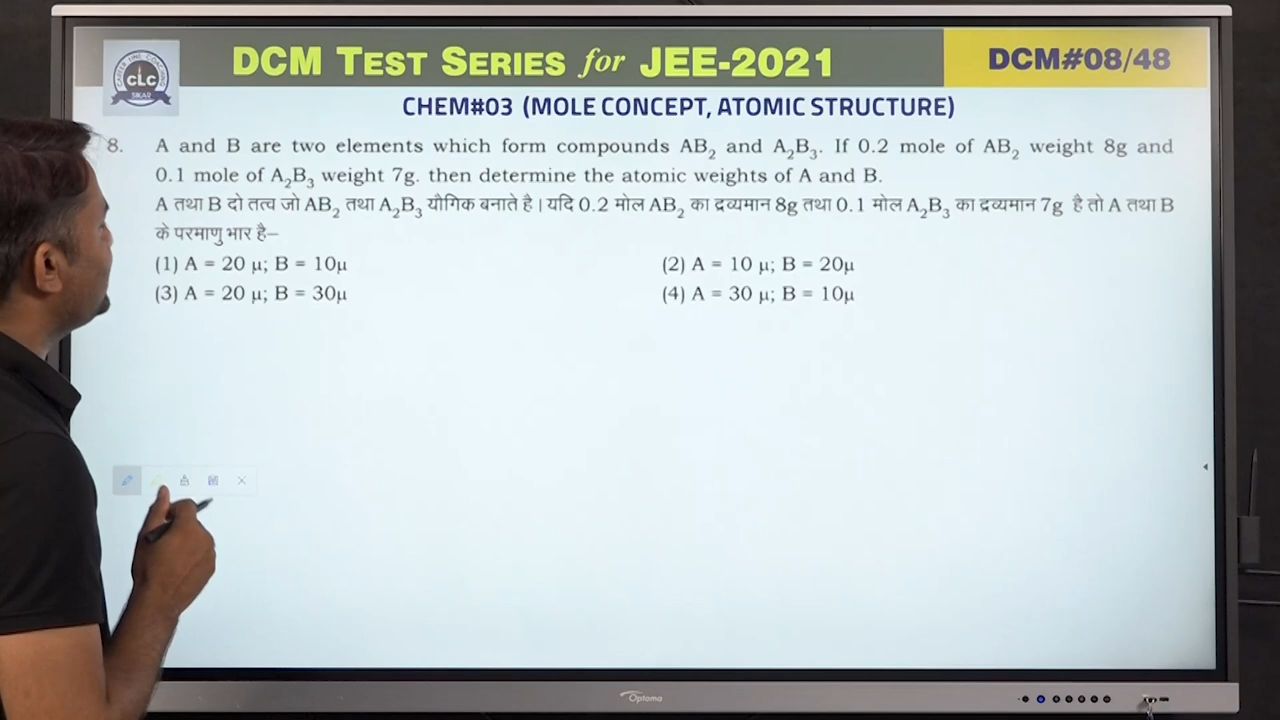 CAREER LINE COACHING
CLC
SIKAR
DCM TEST SERIES for JEE-2021
DCM#08/48
CHEM#03 (MOLE CONCEPT, ATOMIC STRUCTURE)
8. A and B are two elements which form compounds AB₂ and A₂B₃. If 0.2 mole of AB₂ weight 8g and
0.1 mole of A₂B₃ weight 7g. then determine the atomic weights of A and B.
A तथा B दो तत्व जो AB₂ तथा A₂B₃ यौगिक बनाते है। यदि 0.2 मोल AB₂ का द्रव्यमान 8g तथा 0.1 मोल A₂B₃ का द्रव्यमान 7g है तो A तथा B
के परमाणु भार है–
(1) A = 20 µ; B = 10µ (2) A = 10 µ; B = 20µ
(3) A = 20 µ; B = 30µ (4) A = 30 µ; B = 10µ
Optoma